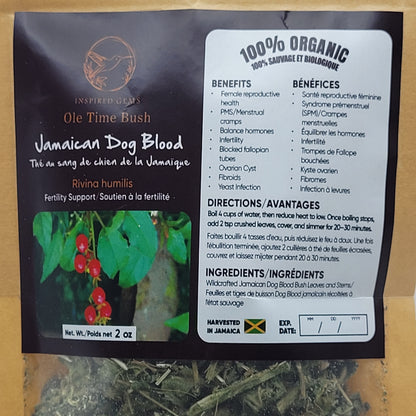 INSPIRED GEMS
Ole Time Bush
Jamaican Dog Blood
Thé au sang de chien de la Jamaïque
Rivina humilis
Fertility Support/Soutien à la fertilité
Net. Wt./Poids net 2 oz
100% ORGANIC
100% SAUVAGE ET BIOLOGIQUE
BENEFITS
• Female reproductive
health
• PMS/Menstrual
cramps
• Balance hormones
• Infertility
• Blocked fallopian
tubes
• Ovarian Cyst
• Fibroids
• Yeast Infection
BÉNÉFICES
• Santé reproductive féminine
• Syndrome prémenstruel
(SPM)/Crampes
menstruelles
• Équilibrer les hormones
• Infertilité
• Trompes de Fallope
bouchées
• Kyste ovarien
• Fibromes
• Infection à levures
DIRECTIONS/AVANTAGES
Boil 4 cups of water, then reduce heat to low. Once boiling stops,
add 2 tsp crushed leaves, cover, and simmer for 20-30 minutes.
Faites bouillir 4 tasses d'eau, puis réduisez le feu à doux. Une fois
l'ébullition terminée, ajoutez 2 cuillères à thé de feuilles écrasées,
couvrez et laissez mijoter pendant 20 à 30 minutes.
INGREDIENTS/INGRÉDIENTS
Wildcrafted Jamaican Dog Blood Bush Leaves and Stems/
Feuilles et tiges de buisson Dog Blood jamaïcain récoltées à
l'état sauvage
HARVESTED
IN JAMAICA
EXP.
DATE:
MM DD YYYY
/ /